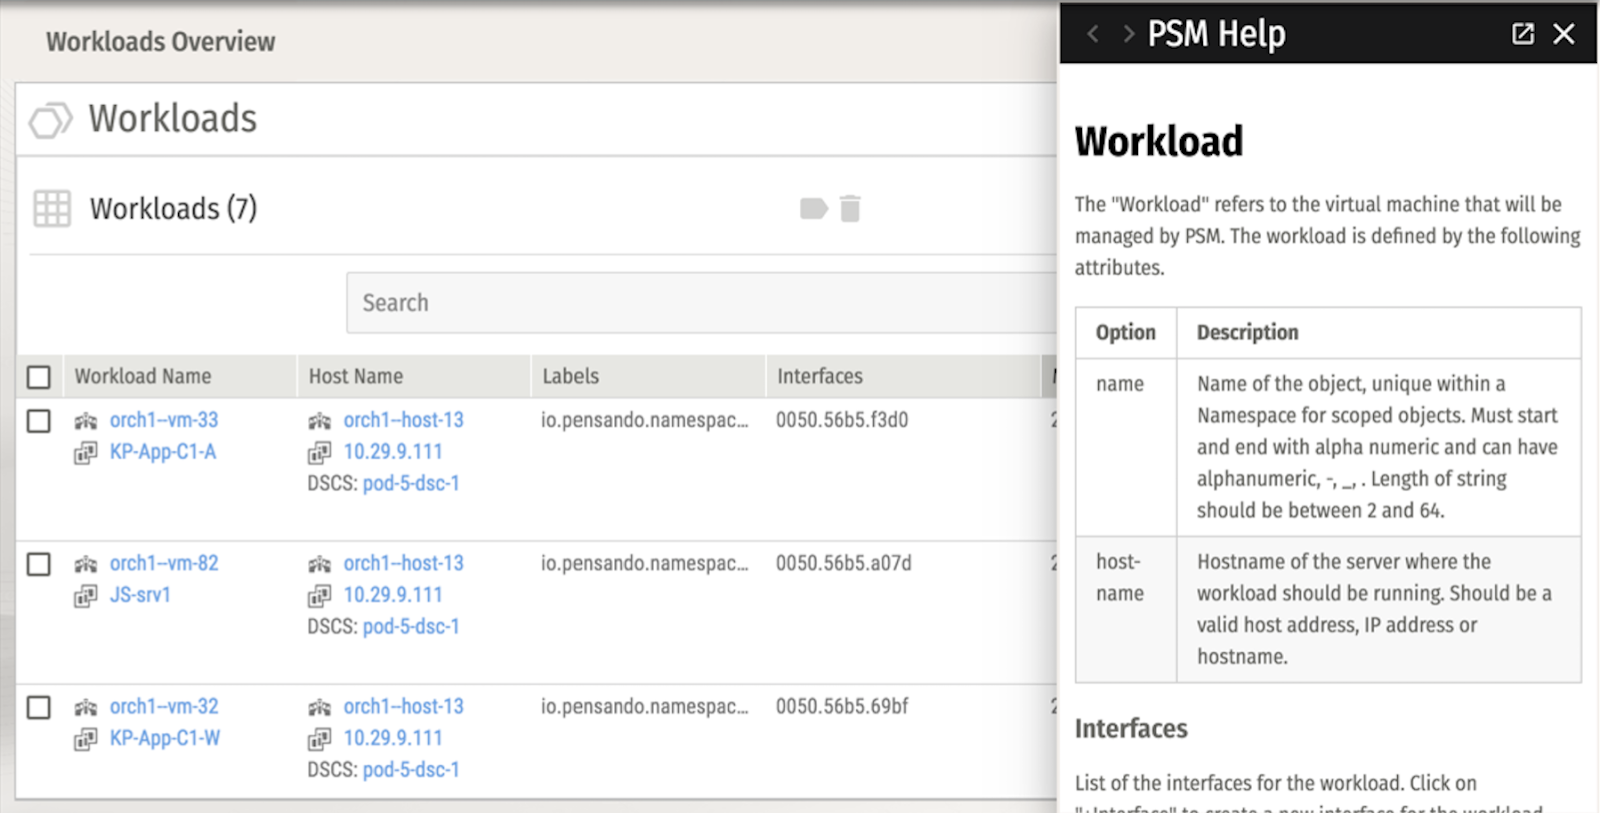 Workloads Overview
Workloads
Workloads (7)
Search
Workload Name Host Name Labels Interfaces
orch1--vm-33 orch1--host-13 io.pensando.namespac... 0050.56b5.f3d0
KP-App-C1-A 10.29.9.111
DSCS: pod-5-dsc-1
orch1--vm-82 orch1--host-13 io.pensando.namespac... 0050.56b5.a07d
JS-srv1 10.29.9.111
DSCS: pod-5-dsc-1
orch1--vm-32 orch1--host-13 io.pensando.namespac... 0050.56b5.69bf
KP-App-C1-W 10.29.9.111
DSCS: pod-5-dsc-1
PSM Help
Workload
The "Workload" refers to the virtual machine that will be
managed by PSM. The workload is defined by the following
attributes.
Option Description
name Name of the object, unique within a
Namespace for scoped objects. Must start
and end with alpha numeric and can have
alphanumeric, -, _, . Length of string
should be between 2 and 64.
host- Hostname of the server where the
name workload should be running. Should be a
valid host address, IP address or
hostname.
Interfaces
List of the interfaces for the workload. Click on
"+Interface" to create a new interface for the workload